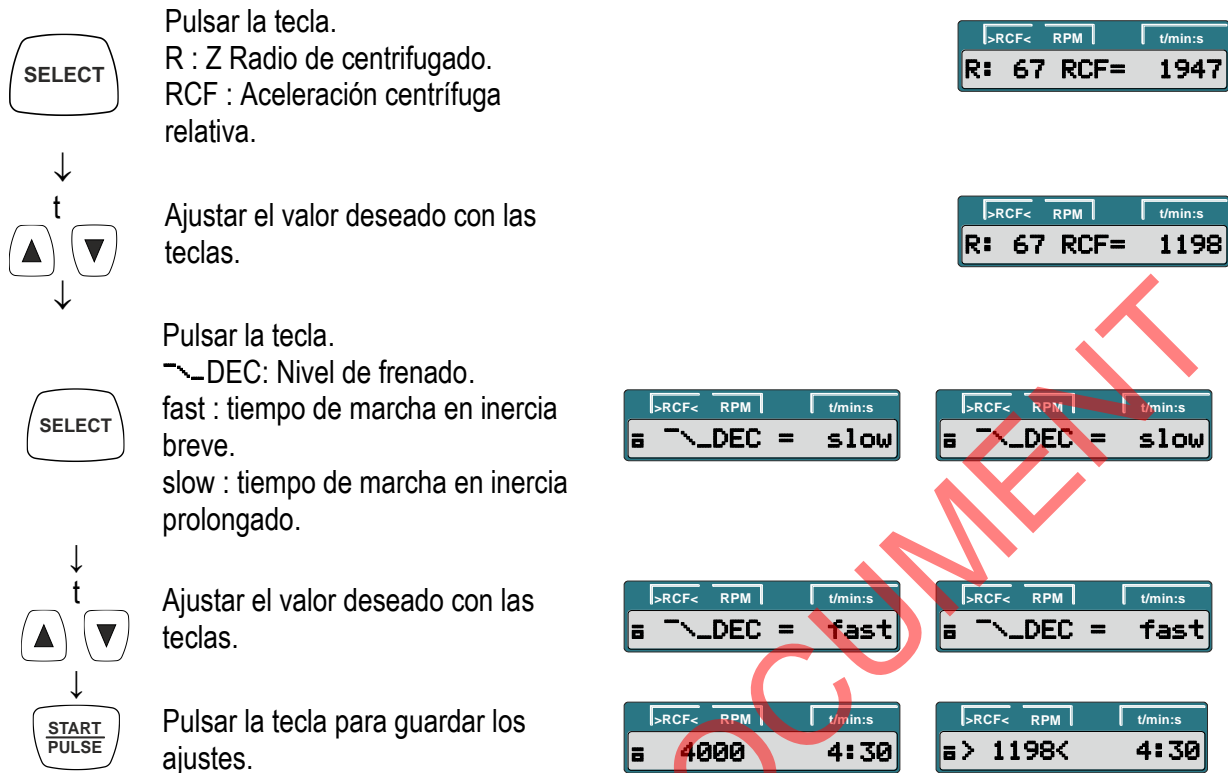 Pulsar la tecla.
R : Z Radio de centrifugado.
RCF : Aceleración centrífuga
relativa.
SELECT
>RCF< RPM t/min:s
R: 67 RCF= 1947
↓
t
▲ ▼
↓
Ajustar el valor deseado con las
teclas.
>RCF< RPM t/min:s
R: 67 RCF= 1198
Pulsar la tecla.
DEC: Nivel de frenado.
fast : tiempo de marcha en inercia
breve.
slow : tiempo de marcha en inercia
prolongado.
SELECT
>RCF< RPM t/min:s
DEC = slow
>RCF< RPM t/min:s
DEC = slow
↓
t
▲ ▼
↓
Ajustar el valor deseado con las
teclas.
>RCF< RPM t/min:s
DEC = fast
>RCF< RPM t/min:s
DEC = fast
START
PULSE
Pulsar la tecla para guardar los
ajustes.
>RCF< RPM t/min:s
4000 4:30
>RCF< RPM t/min:s
> 1198< 4:30
OCUMENT